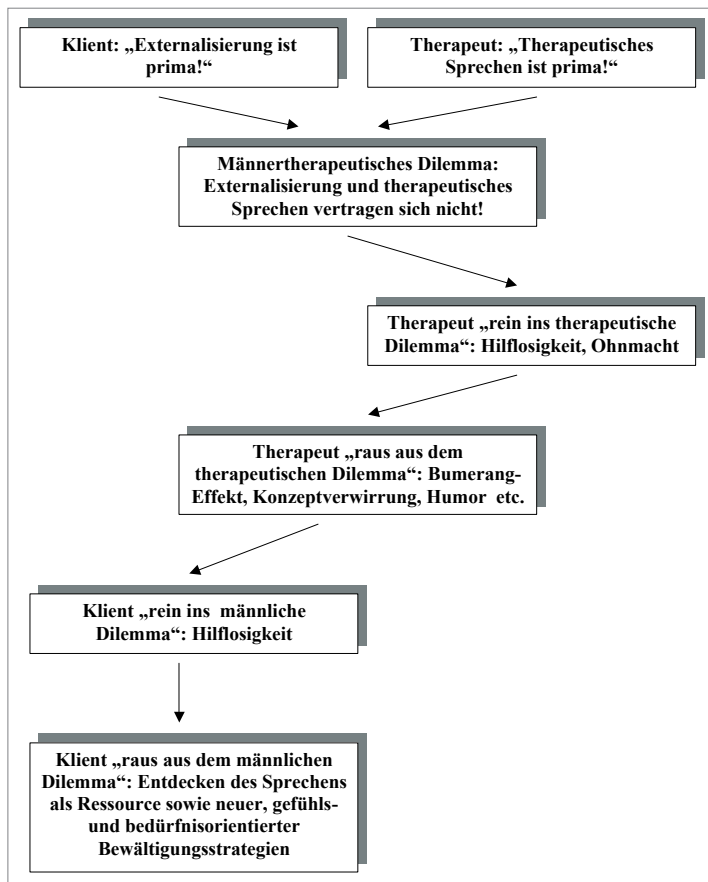 Klient: „Externalisierung ist
prima!“
Therapeut: „Therapeutisches
Sprechen ist prima!“
Männertherapeutisches Dilemma:
Externalisierung und therapeutisches
Sprechen vertragen sich nicht!
Therapeut „rein ins therapeutische
Dilemma“: Hilflosigkeit, Ohnmacht
Therapeut „raus aus dem
therapeutischen Dilemma“: Bumerang-
Effekt, Konzeptverwirrung, Humor etc.
Klient „rein ins männliche
Dilemma“: Hilflosigkeit
Klient „raus aus dem männlichen
Dilemma“: Entdecken des Sprechens
als Ressource sowie neuer, gefühls-
und bedürfnisorientierter
Bewältigungsstrategien